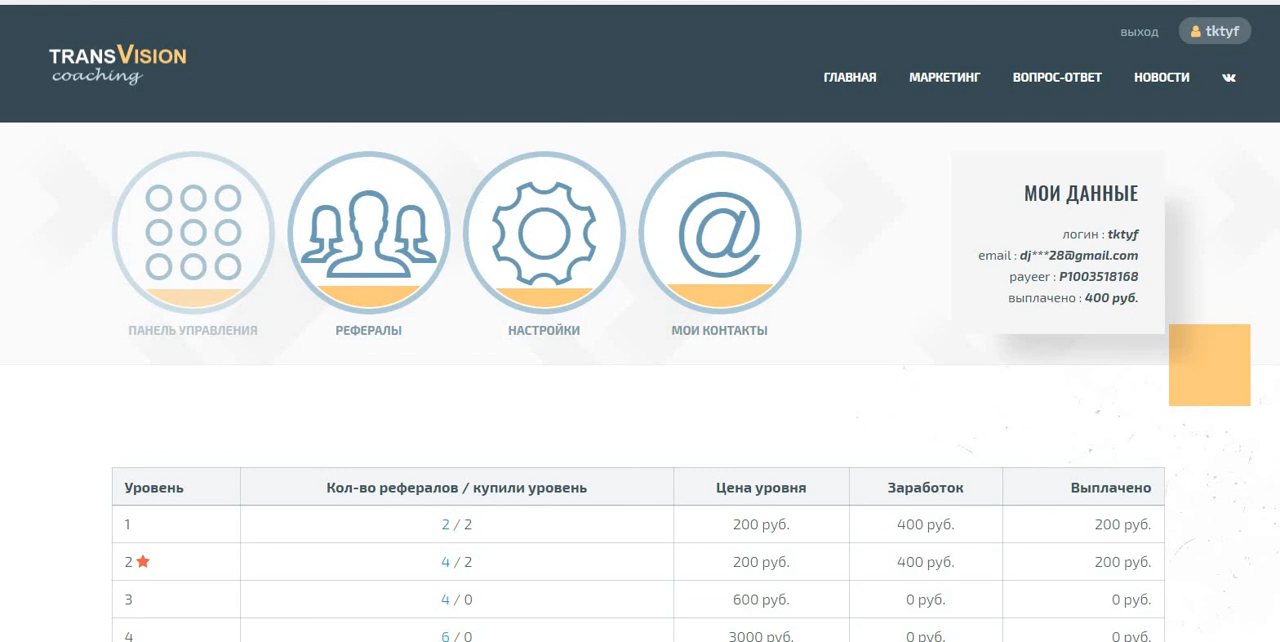 выход tktyf
TRANSVISION
coaching
ГЛАВНАЯ МАРКЕТИНГ ВОПРОС-ОТВЕТ НОВОСТИ
МОИ ДАННЫЕ
логин : tktyf
email : dj***28@gmail.com
payeer : P1003518168
выплачено : 400 руб.
ПАНЕЛЬ УПРАВЛЕНИЯ РЕФЕРАЛЫ НАСТРОЙКИ МОИ КОНТАКТЫ
Уровень Кол-во рефералов / купили уровень Цена уровня Заработок Выплачено
1 2 / 2 200 руб. 400 руб. 200 руб.
2 4 / 2 200 руб. 400 руб. 200 руб.
3 4 / 0 600 руб. 0 руб. 0 руб.
4 6 / 0 3000 руб. 0 руб. 0 руб.